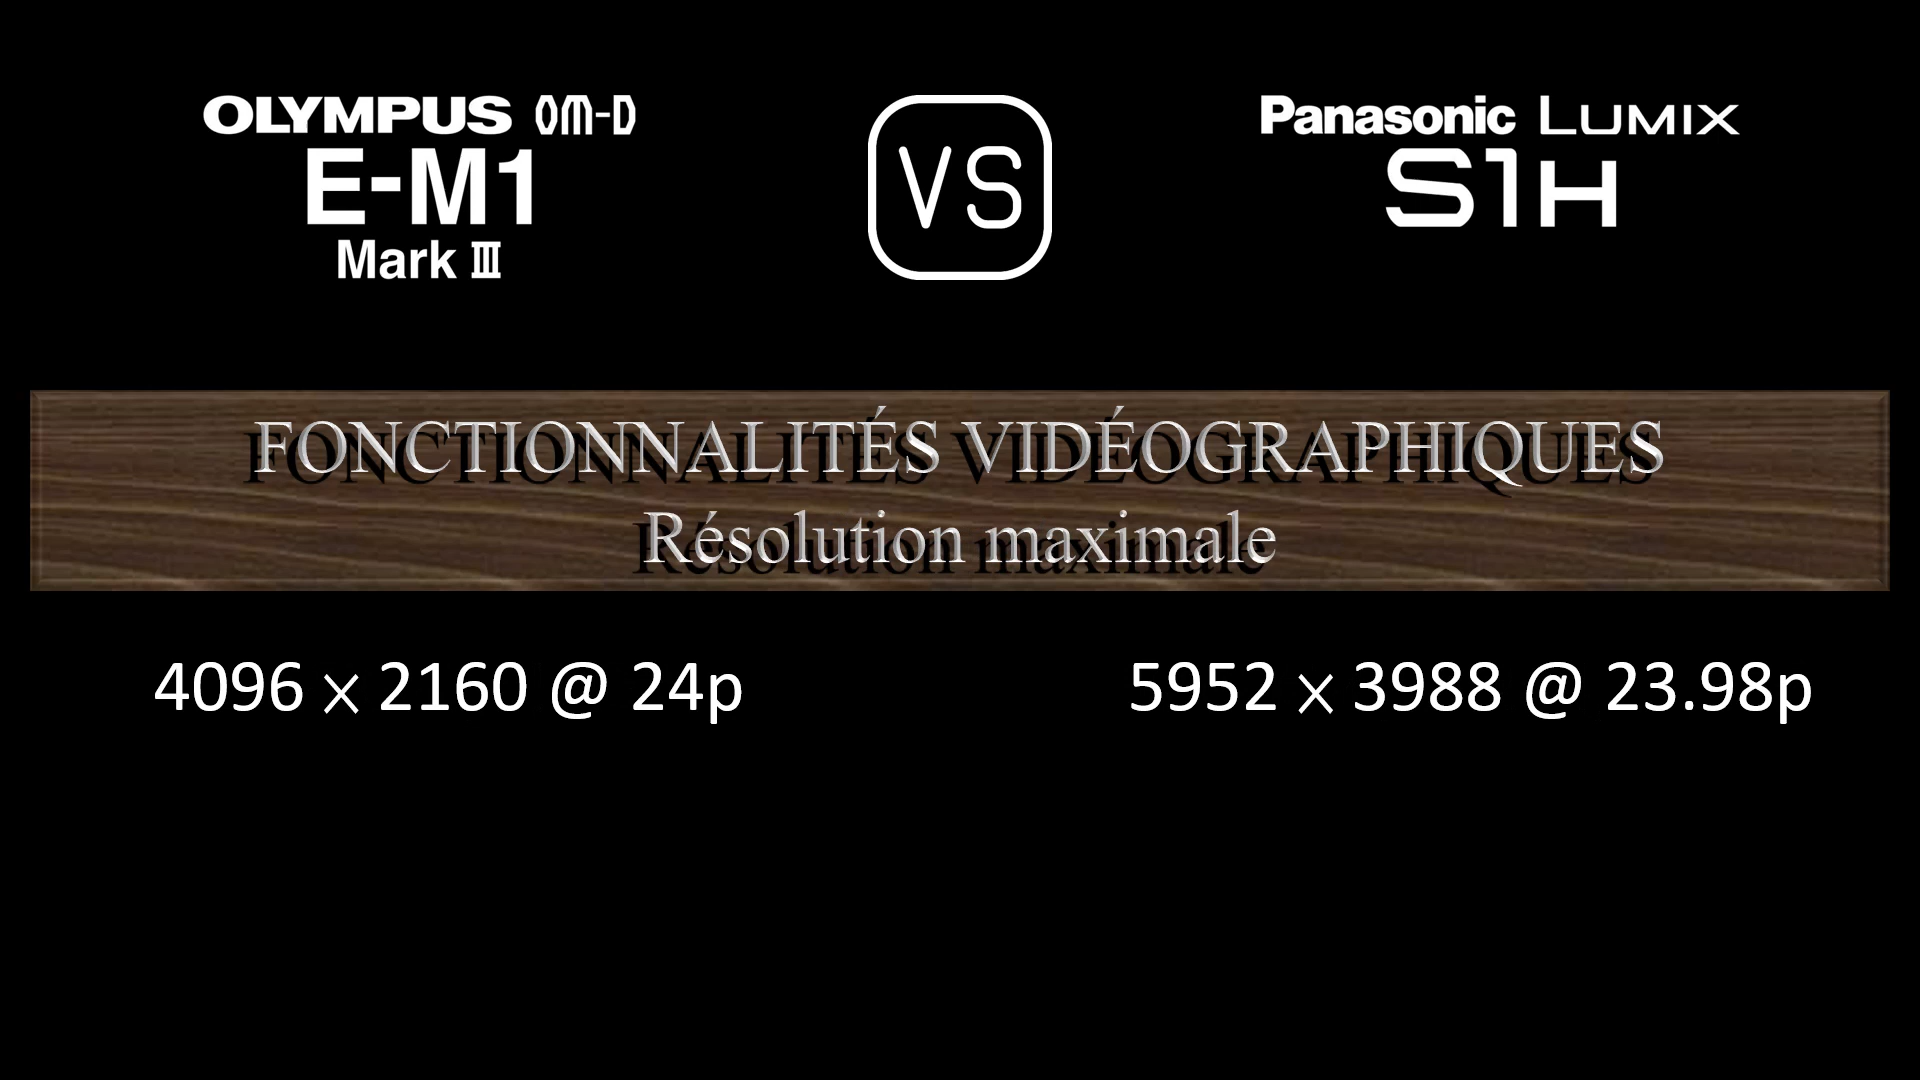 OLYMPUS OM-D
E-M1
Mark III
VS
Panasonic LUMIX
S1H
FONCTIONNALITÉS VIDÉOGRAPHIQUES
Résolution maximale
4096 x 2160 @ 24p
5952 x 3988 @ 23.98p